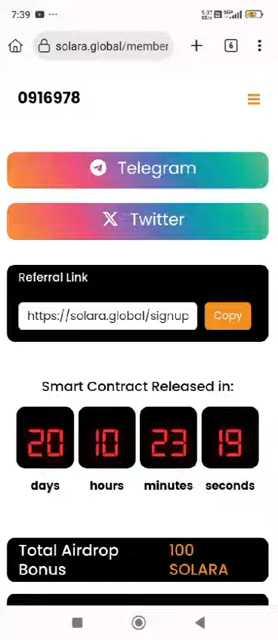 7:39
6
solara.global/member
0916978
Telegram
Twitter
Referral Link
https://solara.global/signup
Copy
Smart Contract Released in:
20 10 23 19
days hours minutes seconds
Total Airdrop
Bonus
100
SOLARA